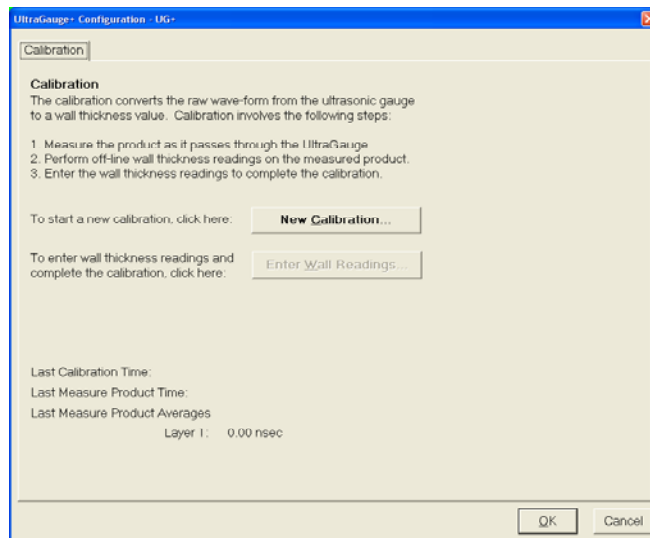 UltraGauge+ Configuration - UG+
Calibration
Calibration
The calibration converts the raw wave-form from the ultrasonic gauge
to a wall thickness value. Calibration involves the following steps:
1. Measure the product as it passes through the UltraGauge
2. Perform off-line wall thickness readings on the measured product.
3. Enter the wall thickness readings to complete the calibration.
To start a new calibration, click here:
New Calibration...
To enter wall thickness readings and
complete the calibration, click here:
Enter Wall Readings...
Last Calibration Time:
Last Measure Product Time:
Last Measure Product Averages
Layer 1: 0.00 nsec
OK
Cancel